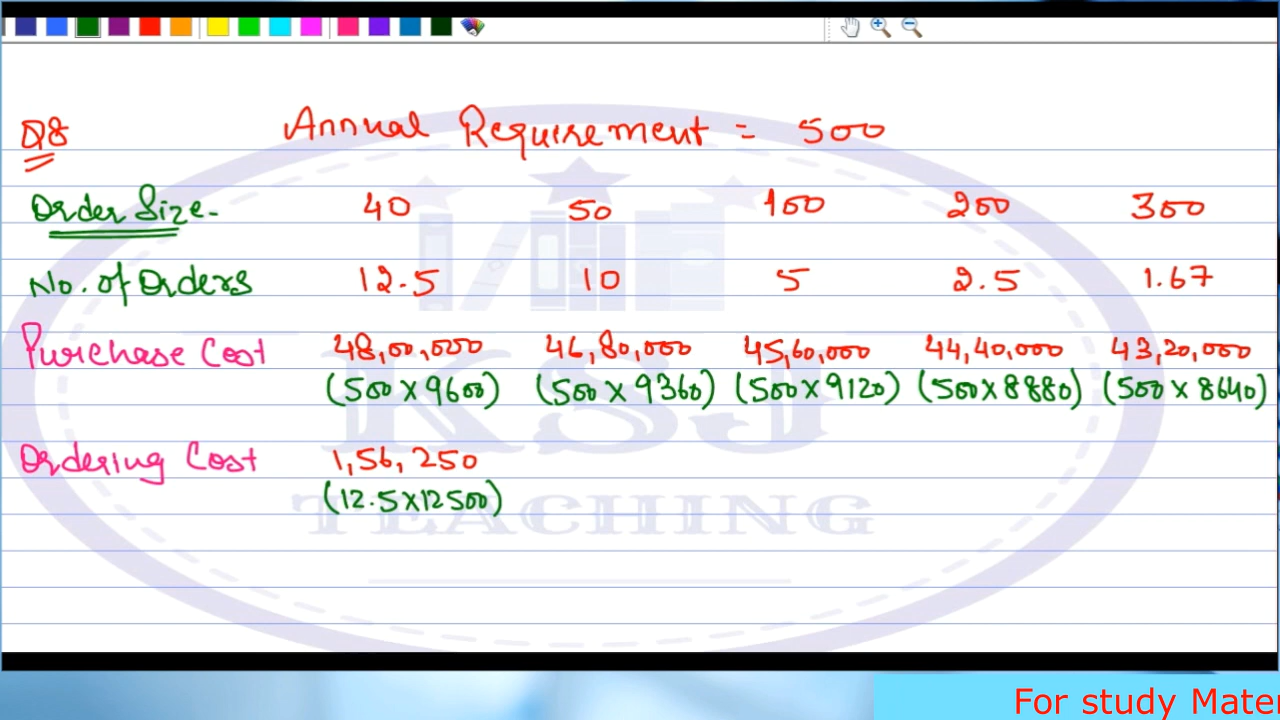 Q8 Annual Requirement = 500
Order Size- 40 50 100 200 300
No. of Orders 12.5 10 5 2.5 1.67
Purchase Cost 48,00,000 46,80,000 45,60,000 44,40,000 43,20,000
(500 x 9600) (500 x 9360) (500 x 9120) (500 x 8880) (500 x 8640)
Ordering Cost 1,56,250
(12.5 x 12500)
KSJ
TEACHING
For study Mater